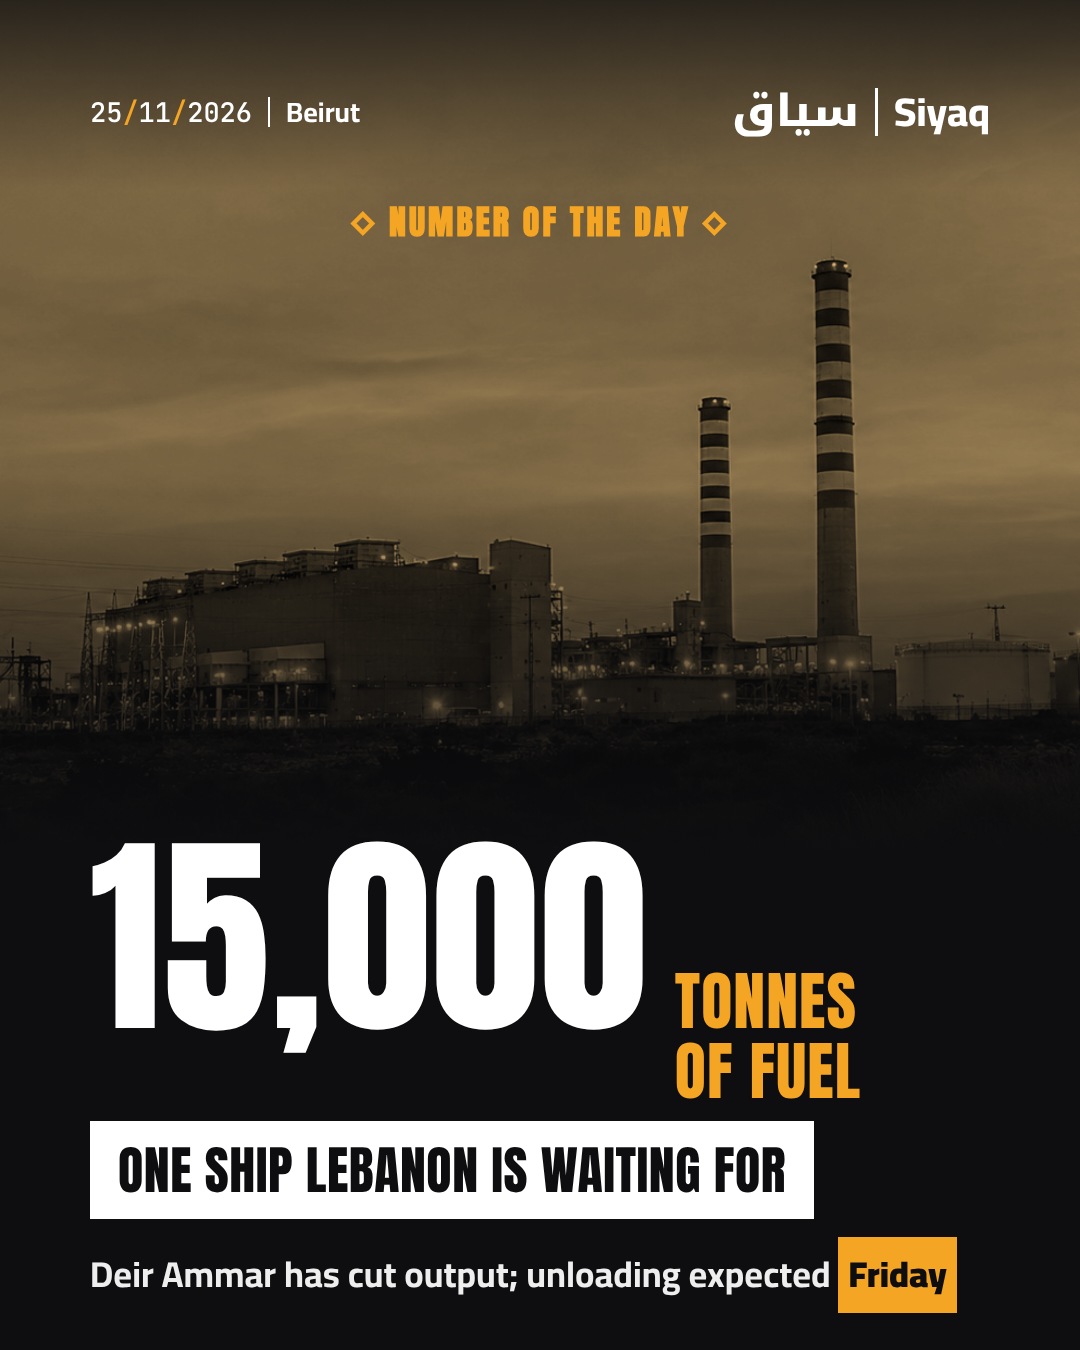 25/11/2026 | Beirut
سياق | Siyaq
NUMBER OF THE DAY
15,000
TONNES
OF FUEL
ONE SHIP LEBANON IS WAITING FOR
Deir Ammar has cut output; unloading expected Friday